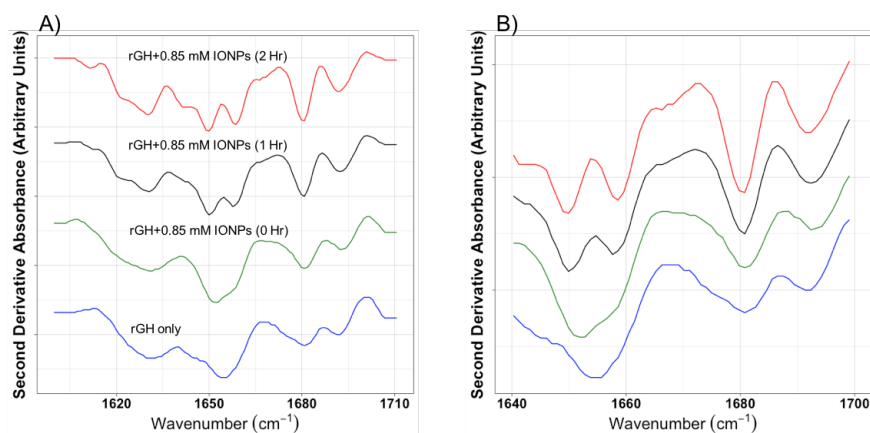 A)
Second Derivative Absorbance (Arbitrary Units)
rGH+0.85 mM IONPs (2 Hr)
rGH+0.85 mM IONPs (1 Hr)
rGH+0.85 mM IONPs (0 Hr)
rGH only
1620 1650 1680 1710
Wavenumber (cm⁻¹)
B)
Second Derivative Absorbance (Arbitrary Units)
1640 1660 1680 1700
Wavenumber (cm⁻¹)